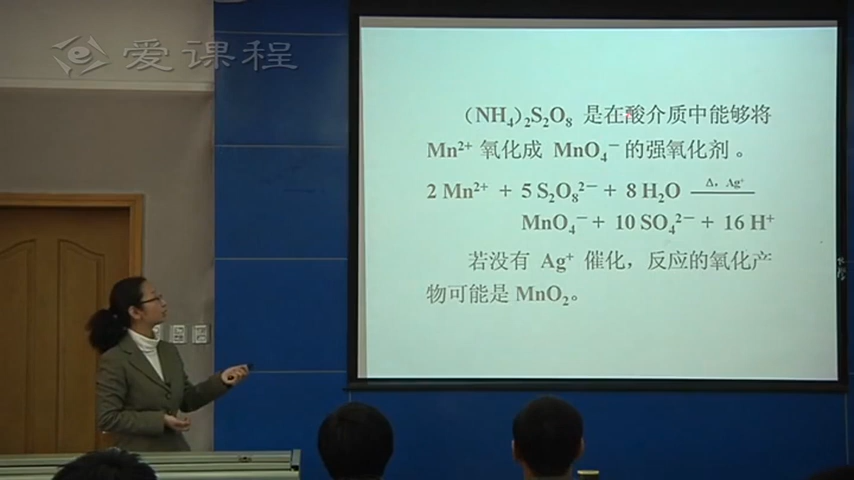 爱课程
(NH₄)₂S₂O₈ 是在酸介质中能够将
Mn²⁺ 氧化成 MnO₄⁻ 的强氧化剂。
2 Mn²⁺ + 5 S₂O₈²⁻ + 8 H₂O Δ，Ag⁺
MnO₄⁻ + 10 SO₄²⁻ + 16 H⁺
若没有 Ag⁺ 催化，反应的氧化产
物可能是 MnO₂。